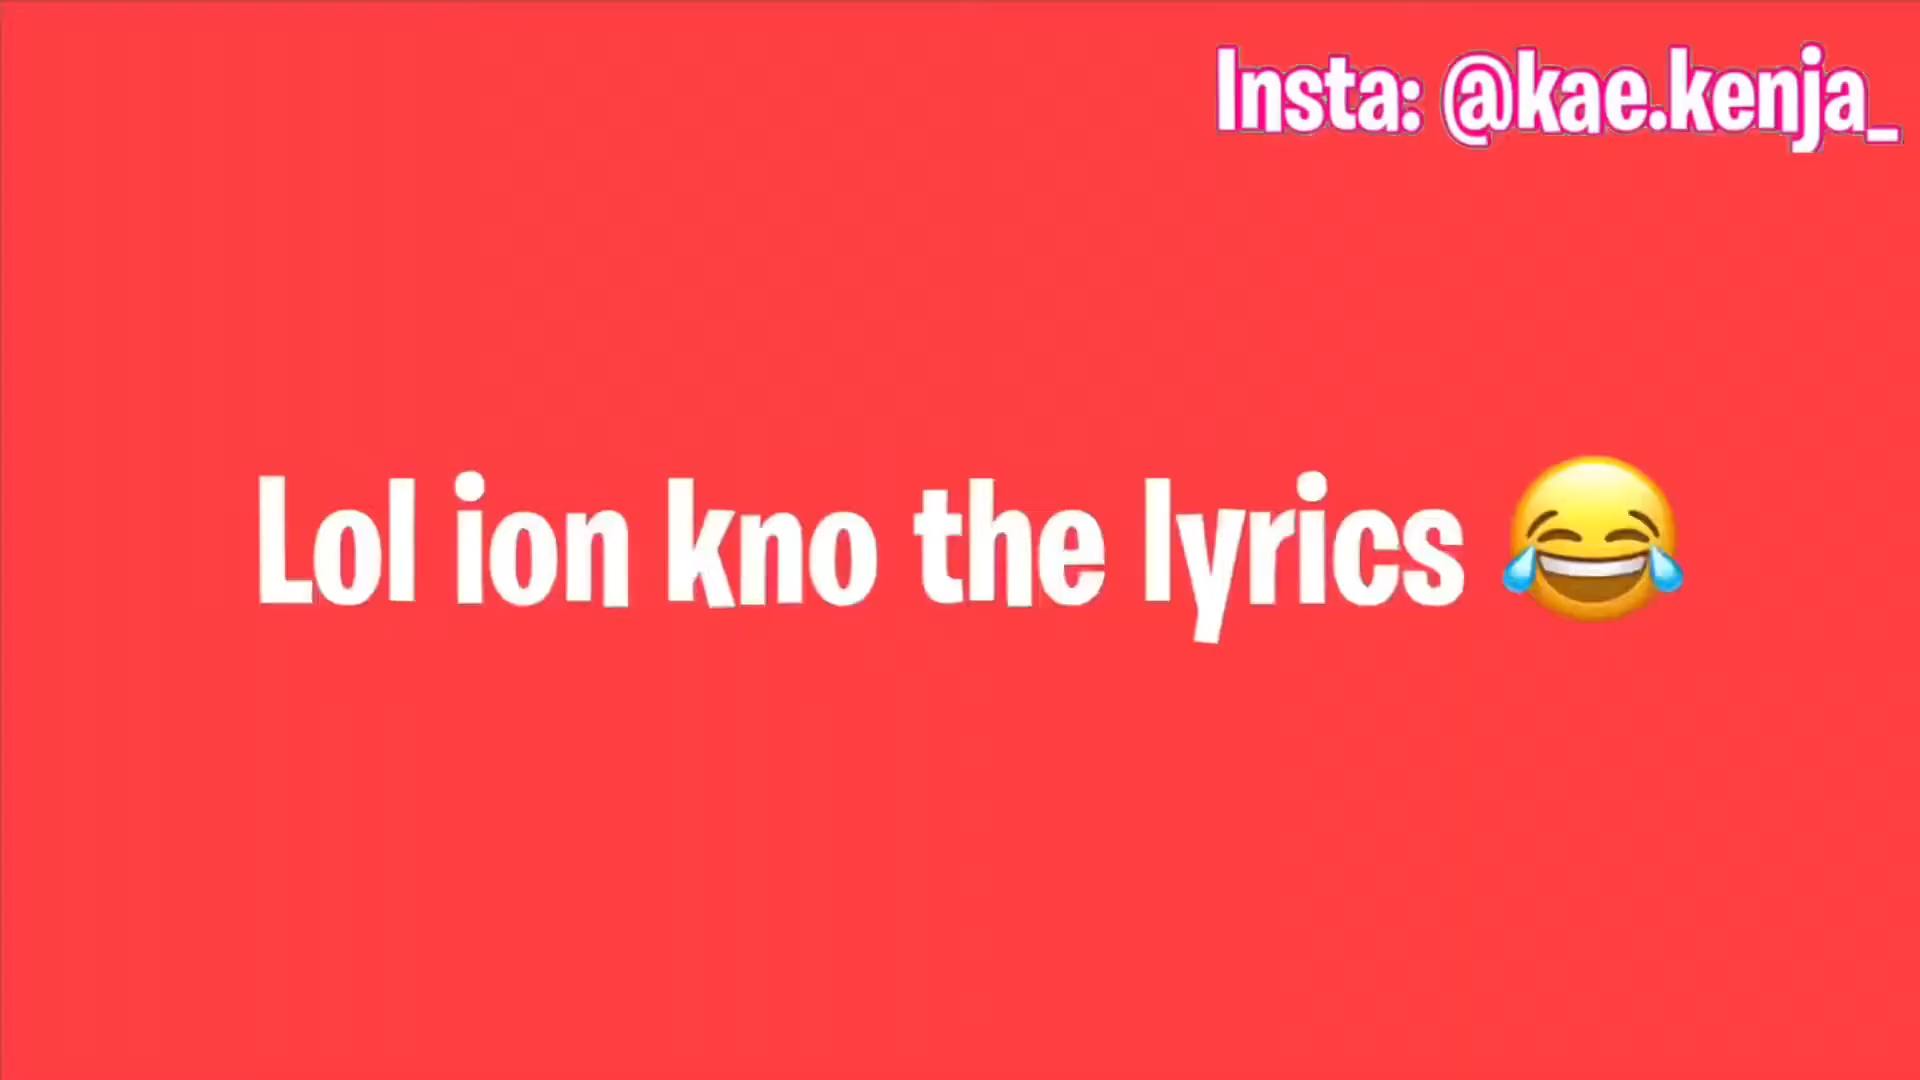 Insta: @kae.kenja_
Lol ion kno the lyrics 😂